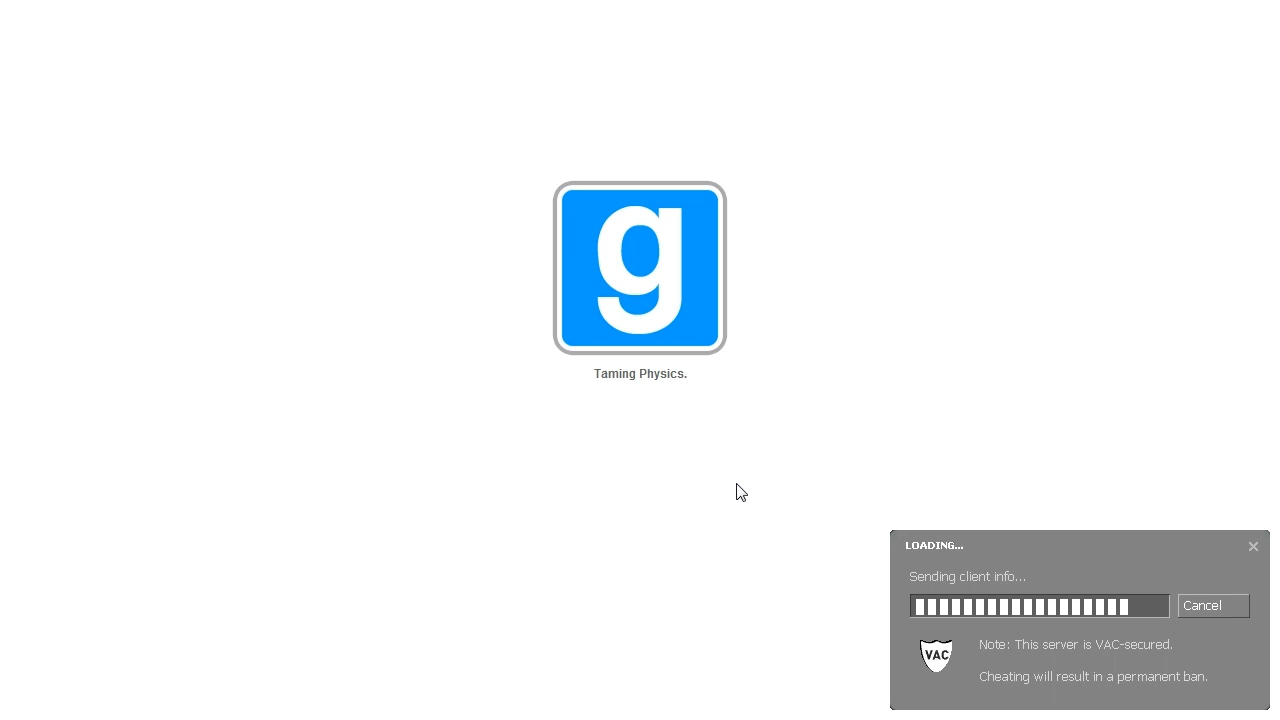 g
Taming Physics.
LOADING...
Sending client info...
Cancel
VAC
Note: This server is VAC-secured.
Cheating will result in a permanent ban.